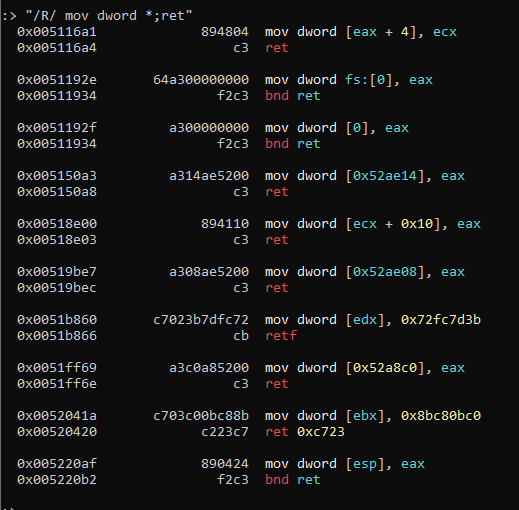 :> "/R/ mov dword *;ret"
0x005116a1 894804 mov dword [eax + 4], ecx
0x005116a4 c3 ret
0x0051192e 64a300000000 mov dword fs:[0], eax
0x00511934 f2c3 bnd ret
0x0051192f a300000000 mov dword [0], eax
0x00511934 f2c3 bnd ret
0x005150a3 a314ae5200 mov dword [0x52ae14], eax
0x005150a8 c3 ret
0x00518e00 894110 mov dword [ecx + 0x10], eax
0x00518e03 c3 ret
0x00519be7 a308ae5200 mov dword [0x52ae08], eax
0x00519bec c3 ret
0x0051b860 c7023b7dfc72 mov dword [edx], 0x72fc7d3b
0x0051b866 cb retf
0x0051ff69 a3c0a85200 mov dword [0x52a8c0], eax
0x0051ff6e c3 ret
0x0052041a c703c00bc88b mov dword [ebx], 0x8bc80bc0
0x00520420 c223c7 ret 0xc723
0x005220af 890424 mov dword [esp], eax
0x005220b2 f2c3 bnd ret